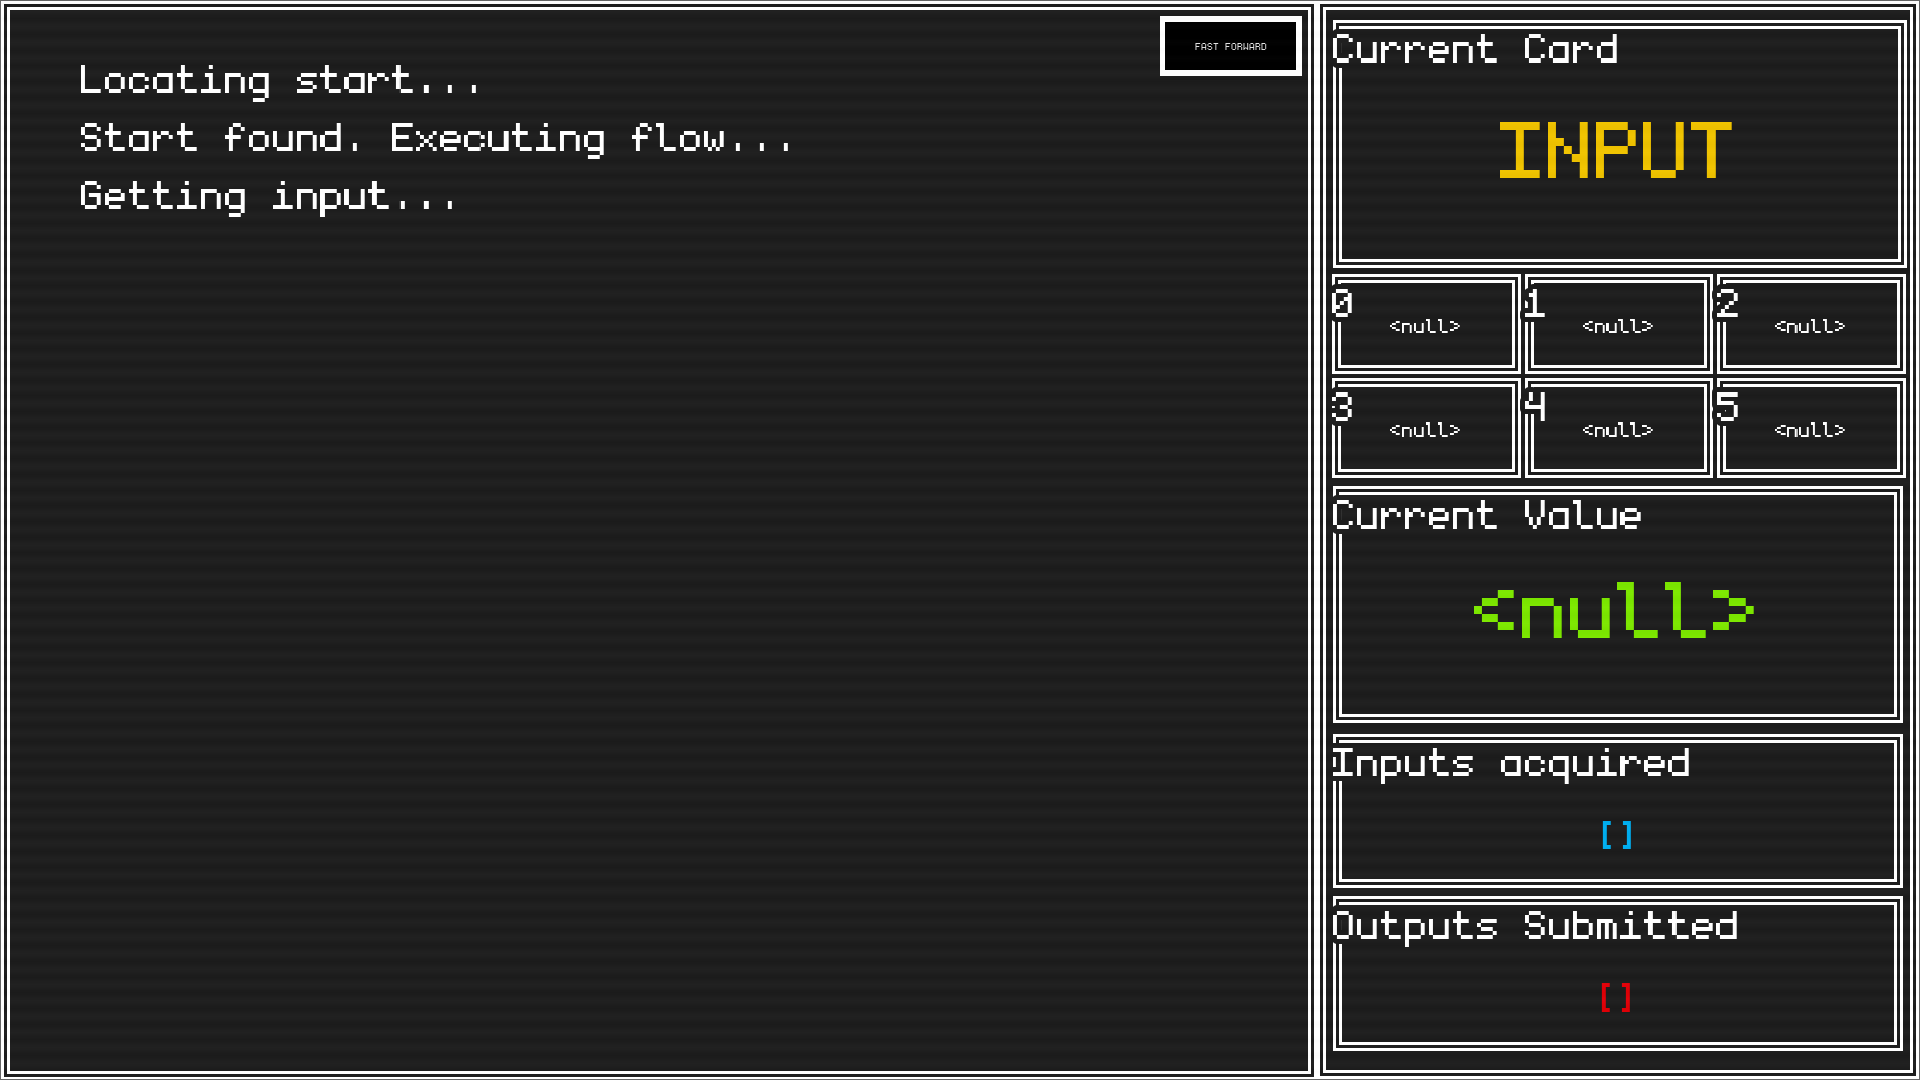 FAST FORWARD
Locating start...
Start found. Executing flow...
Getting input...
Current Card
INPUT
0
<null>
1
<null>
2
<null>
3
<null>
4
<null>
5
<null>
Current Value
<null>
Inputs acquired
[]
Outputs Submitted
[]